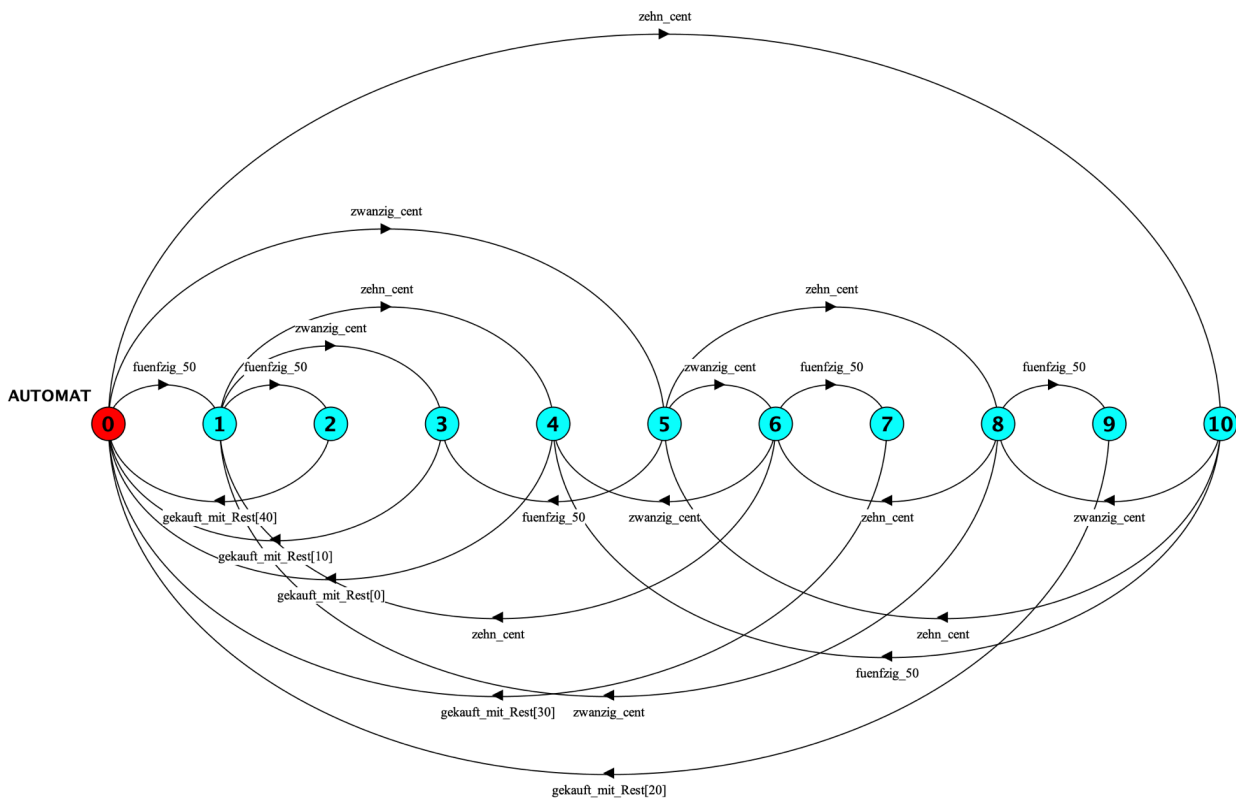 zehn_cent
zwanzig_cent
zehn_cent
zehn_cent
zwanzig_cent
fuenfzig_50
fuenfzig_50
zwanzig_cent
fuenfzig_50
fuenfzig_50
AUTOMAT
0 1 2 3 4 5 6 7 8 9 10
gekauft_mit_Rest[40]
fuenfzig_50
zwanzig_cent
zehn_cent
zwanzig_cent
gekauft_mit_Rest[10]
gekauft_mit_Rest[0]
zehn_cent
zehn_cent
fuenfzig_50
gekauft_mit_Rest[30]
zwanzig_cent
gekauft_mit_Rest[20]